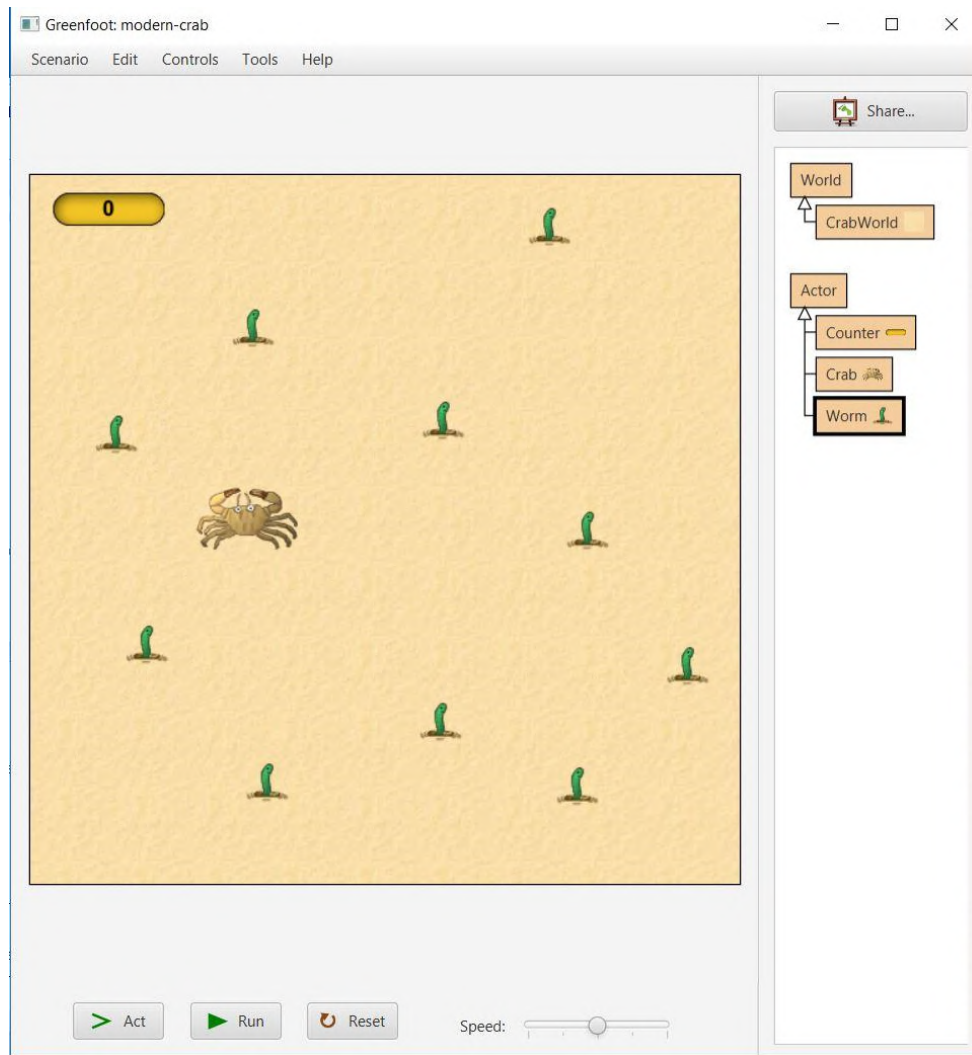 Greenfoot: modern-crab
Scenario Edit Controls Tools Help
Share...
0
World
CrabWorld
Actor
Counter
Crab
Worm
Act Run Reset Speed: